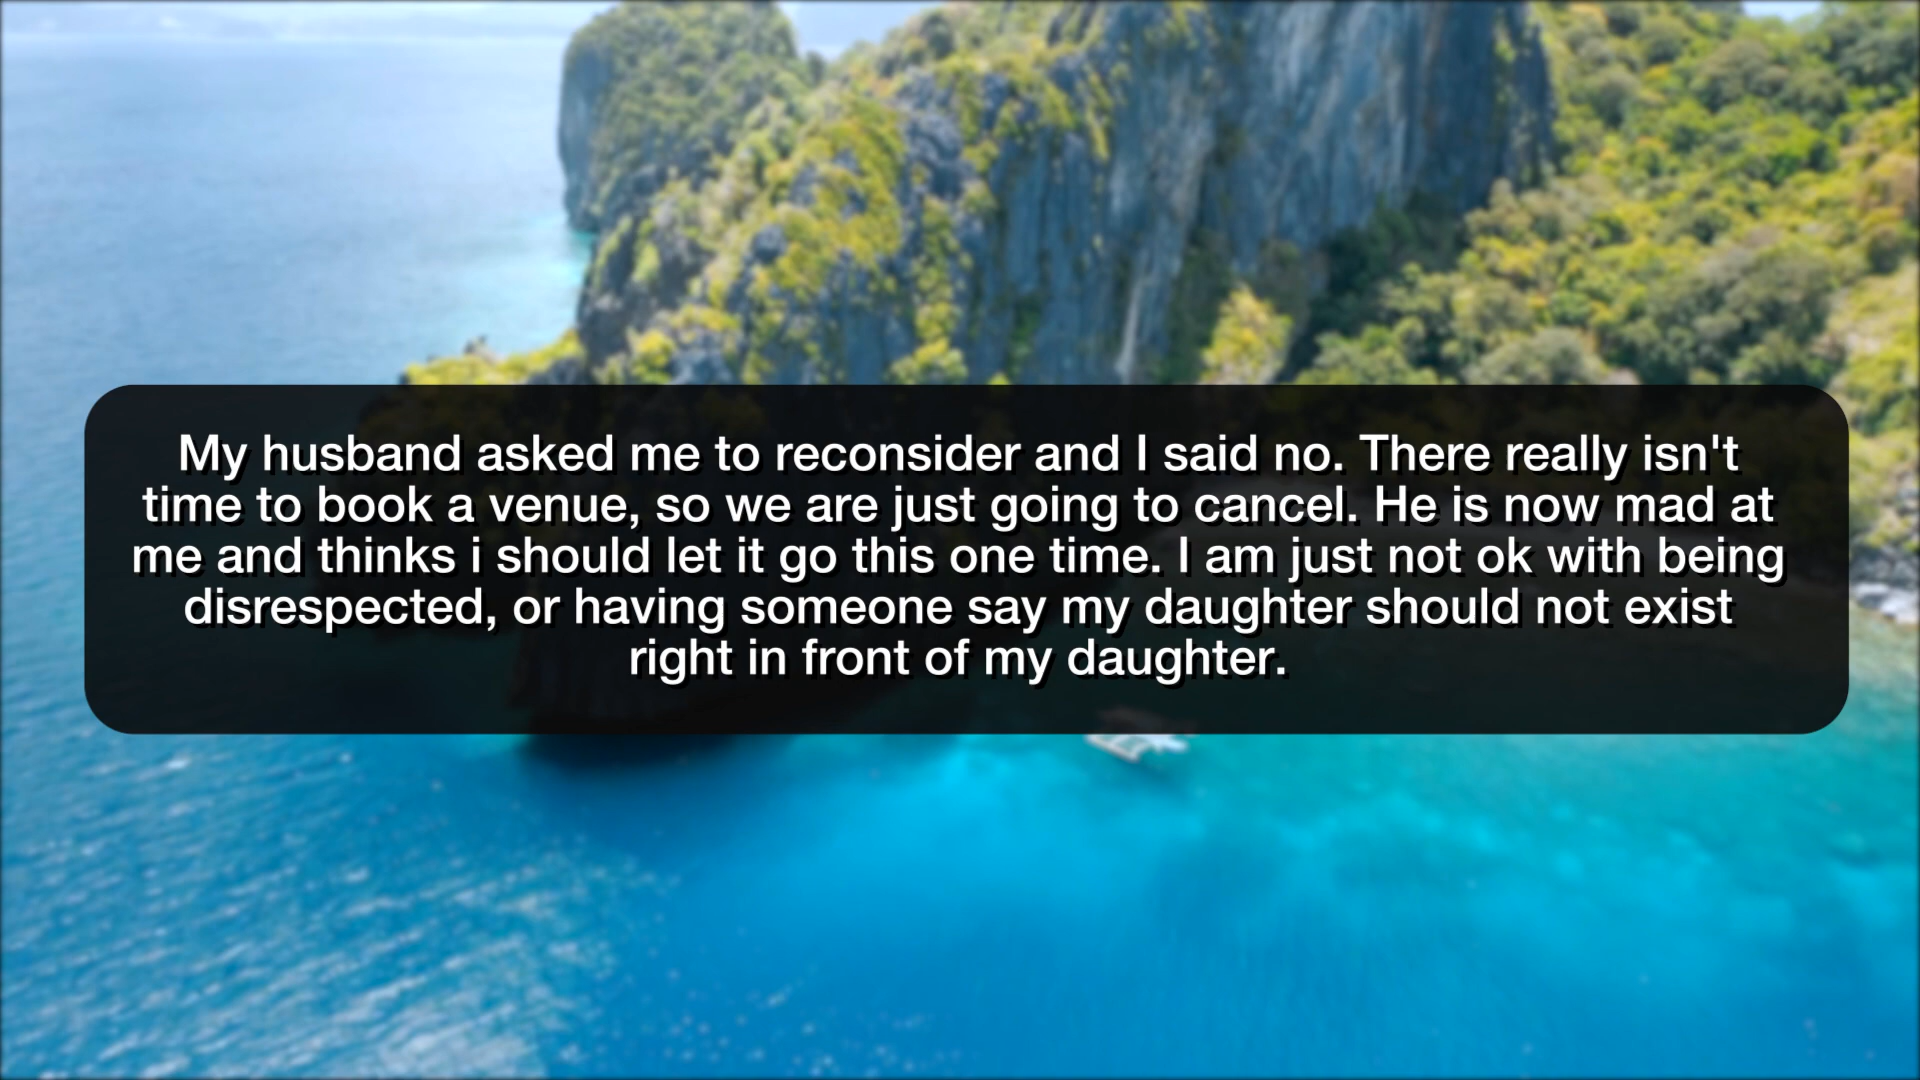 My husband asked me to reconsider and I said no. There really isn't
time to book a venue, so we are just going to cancel. He is now mad at
me and thinks i should let it go this one time. I am just not ok with being
disrespected, or having someone say my daughter should not exist
right in front of my daughter.